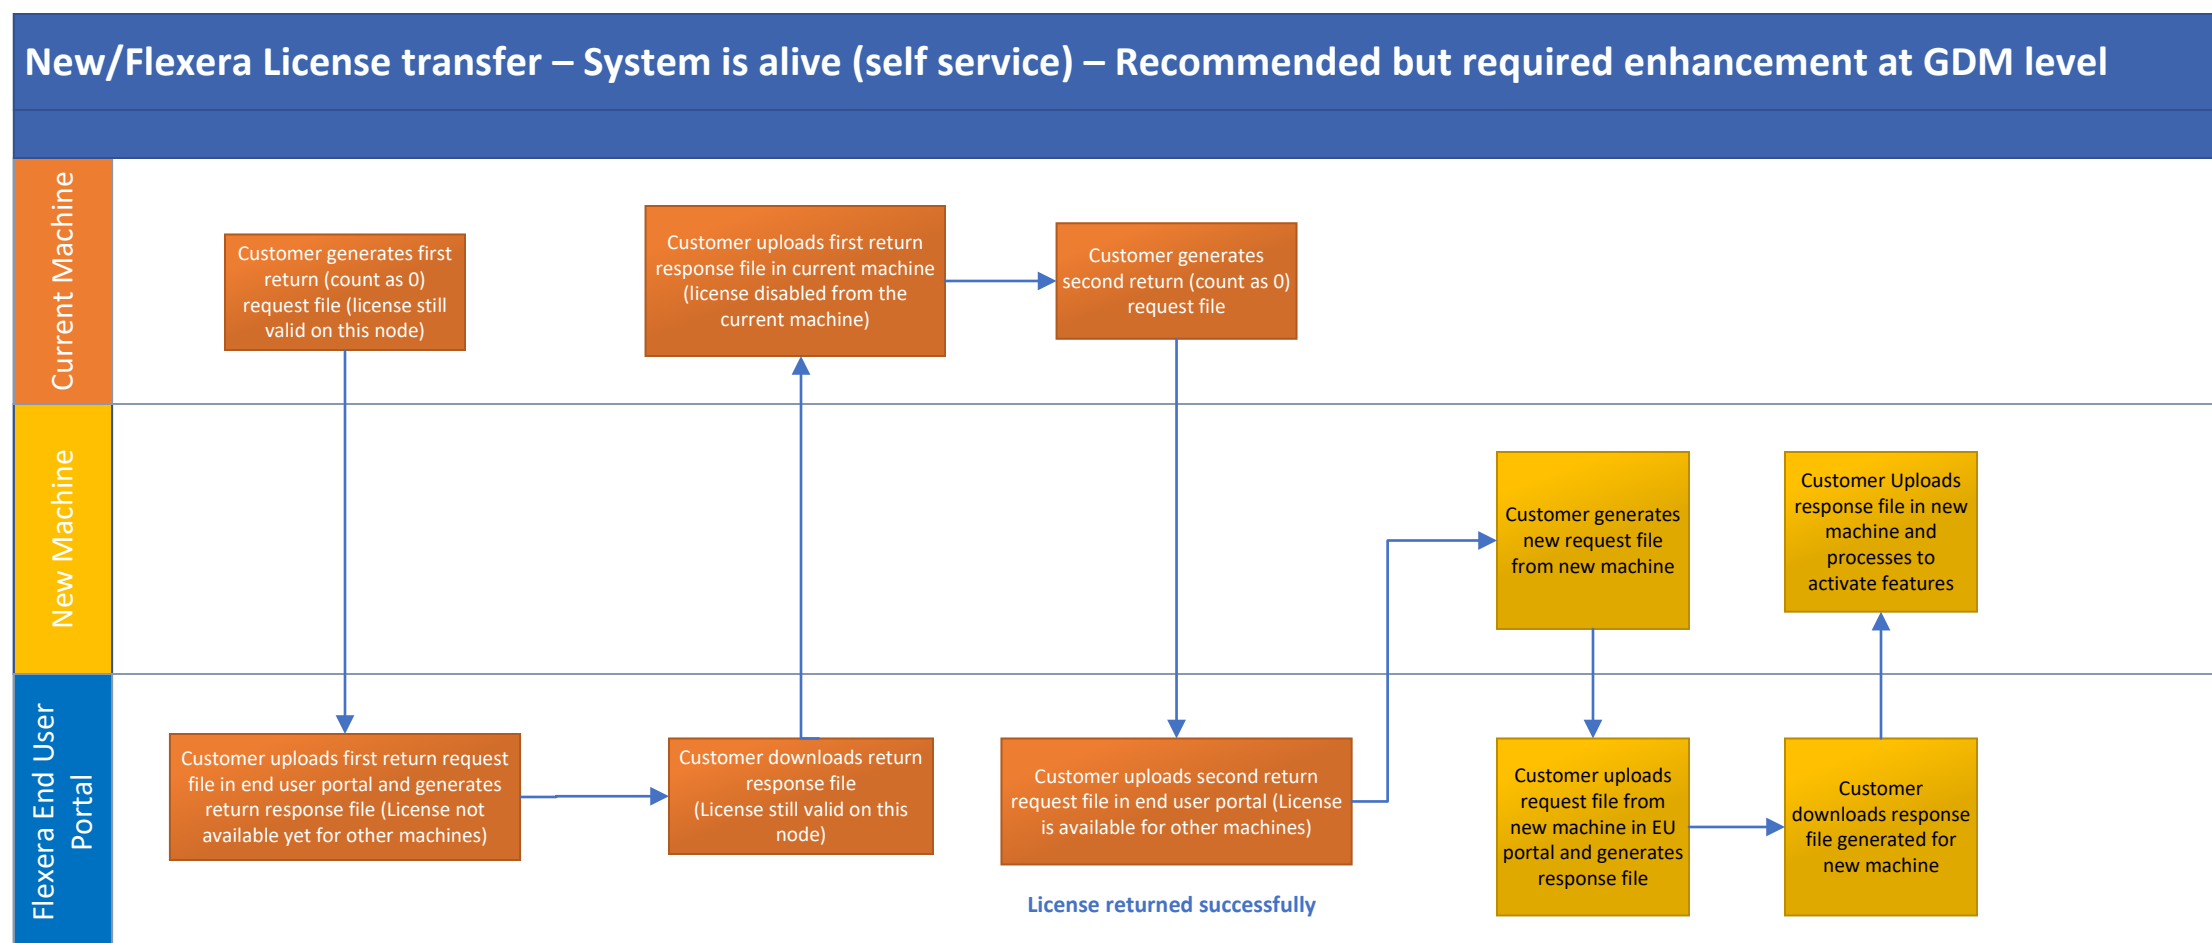 New/Flexera License transfer – System is alive (self service) – Recommended but required enhancement at GDM level
Current Machine
Customer generates first
return (count as 0)
request file (license still
valid on this node)
Customer uploads first return
response file in current machine
(license disabled from the
current machine)
Customer generates
second return (count as 0)
request file
New Machine
Customer generates
new request file
from new machine
Customer Uploads
response file in new
machine and
processes to
activate features
Flexera End User
Portal
Customer uploads first return request
file in end user portal and generates
return response file (License not
available yet for other machines)
Customer downloads return
response file
(License still valid on this
node)
Customer uploads second return
request file in end user portal (License
is available for other machines)
License returned successfully
Customer uploads
request file from
new machine in EU
portal and generates
response file
Customer
downloads response
file generated for
new machine